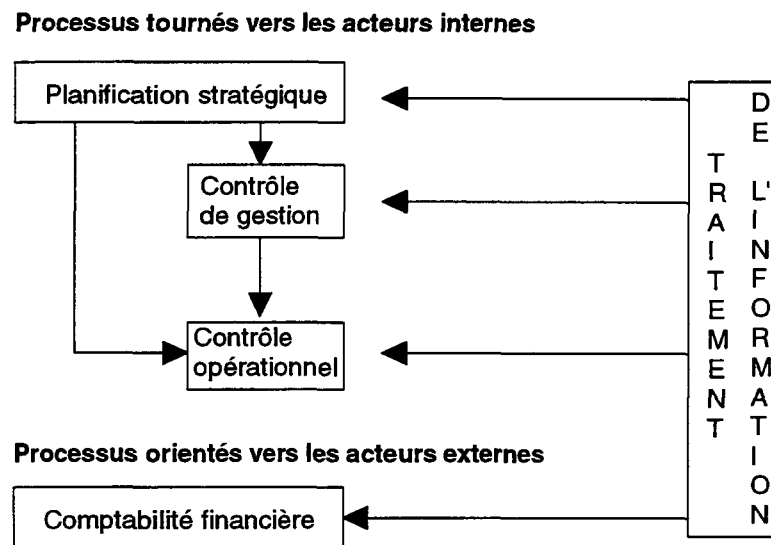 Processus tournés vers les acteurs internes
Planification stratégique
Contrôle
de gestion
Contrôle
opérationnel
TRAITEMENT
DE L'INFORMATION
Processus orientés vers les acteurs externes
Comptabilité financière